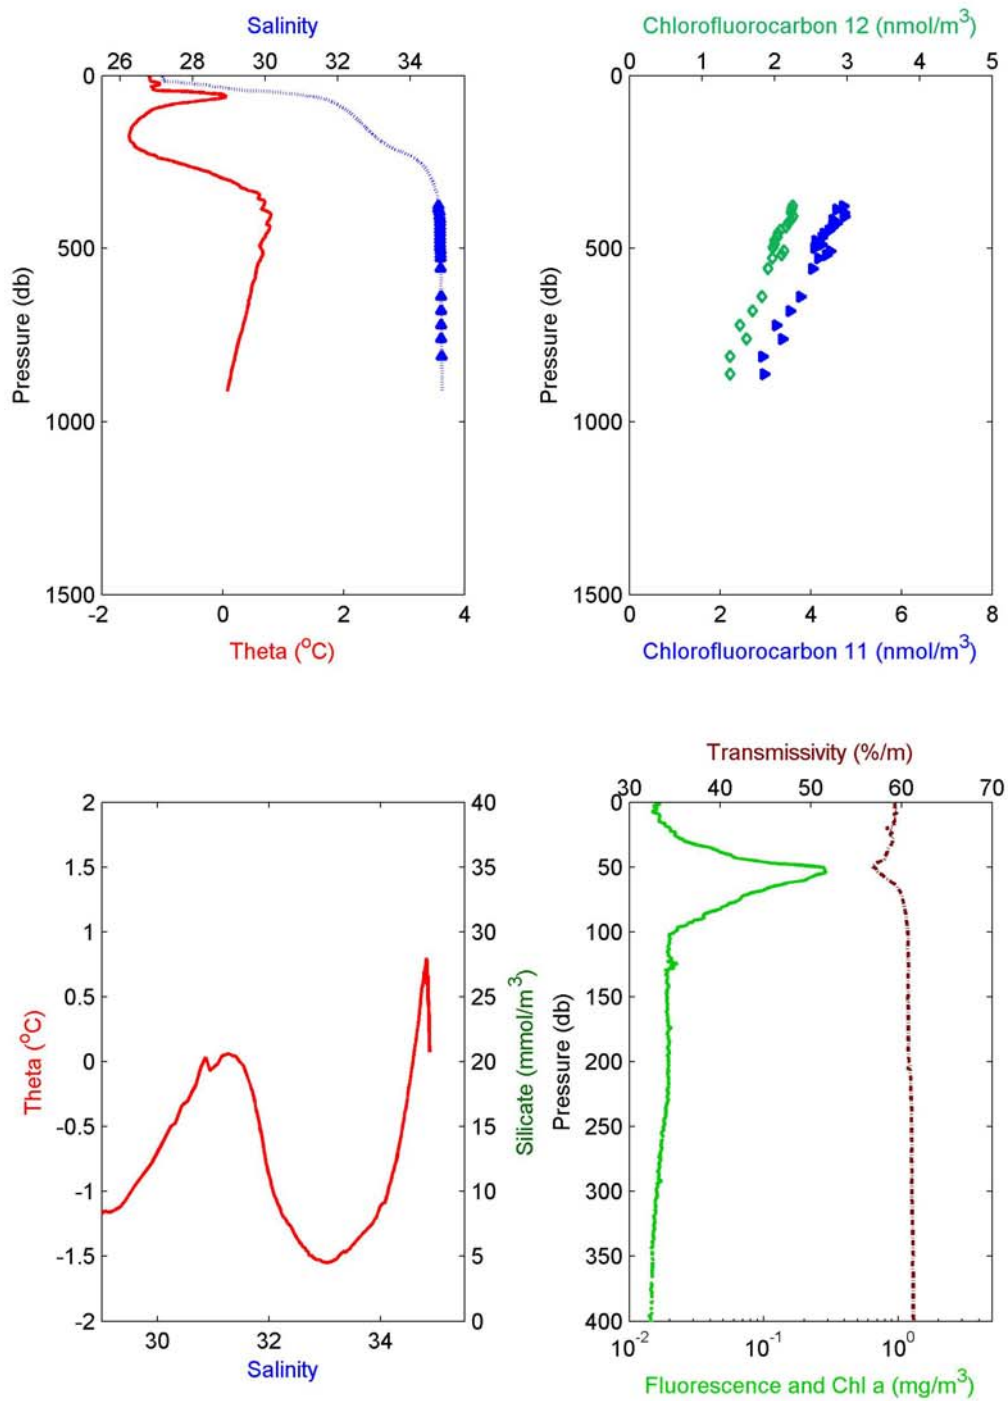 Salinity
26 28 30 32 34
0
500
1000
1500
Pressure (db)
-2 0 2 4
Theta (°C)
Chlorofluorocarbon 12 (nmol/m³)
0 1 2 3 4 5
0
500
1000
1500
Pressure (db)
0 2 4 6 8
Chlorofluorocarbon 11 (nmol/m³)
2
1.5
1
0.5
0
-0.5
-1
-1.5
-2
Theta (°C)
40
35
30
25
20
15
10
5
0
Silicate (mmol/m³)
30 32 34
Salinity
Transmissivity (%/m)
30 40 50 60 70
0
50
100
150
200
250
300
350
400
Pressure (db)
10⁻² 10⁻¹ 10⁰
Fluorescence and Chl a (mg/m³)